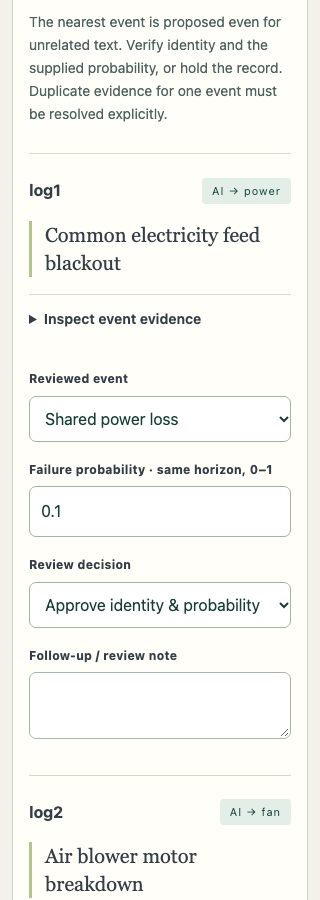 The nearest event is proposed even for
unrelated text. Verify identity and the
supplied probability, or hold the record.
Duplicate evidence for one event must
be resolved explicitly.
log1
AI → power
Common electricity feed
blackout
▶ Inspect event evidence
Reviewed event
Shared power loss
Failure probability · same horizon, 0–1
0.1
Review decision
Approve identity & probability
Follow-up / review note
log2
AI → fan
Air blower motor
breakdown